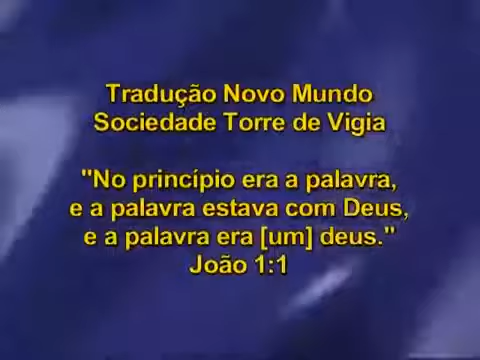 Tradução Novo Mundo
Sociedade Torre de Vigia
"No princípio era a palavra,
e a palavra estava com Deus,
e a palavra era [um] deus."
João 1:1